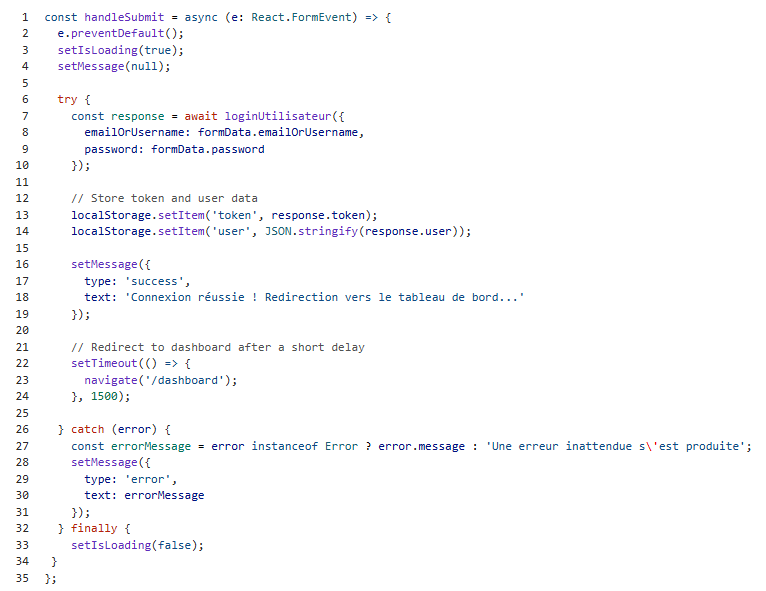 1 const handleSubmit = async (e: React.FormEvent) => {
2 e.preventDefault();
3 setIsLoading(true);
4 setMessage(null);
5
6 try {
7 const response = await loginUtilisateur({
8 emailOrUsername: formData.emailOrUsername,
9 password: formData.password
10 });
11
12 // Store token and user data
13 localStorage.setItem('token', response.token);
14 localStorage.setItem('user', JSON.stringify(response.user));
15
16 setMessage({
17 type: 'success',
18 text: 'Connexion réussie ! Redirection vers le tableau de bord...'
19 });
20
21 // Redirect to dashboard after a short delay
22 setTimeout(() => {
23 navigate('/dashboard');
24 }, 1500);
25
26 } catch (error) {
27 const errorMessage = error instanceof Error ? error.message : 'Une erreur inattendue s\'est produite';
28 setMessage({
29 type: 'error',
30 text: errorMessage
31 });
32 } finally {
33 setIsLoading(false);
34 }
35 };